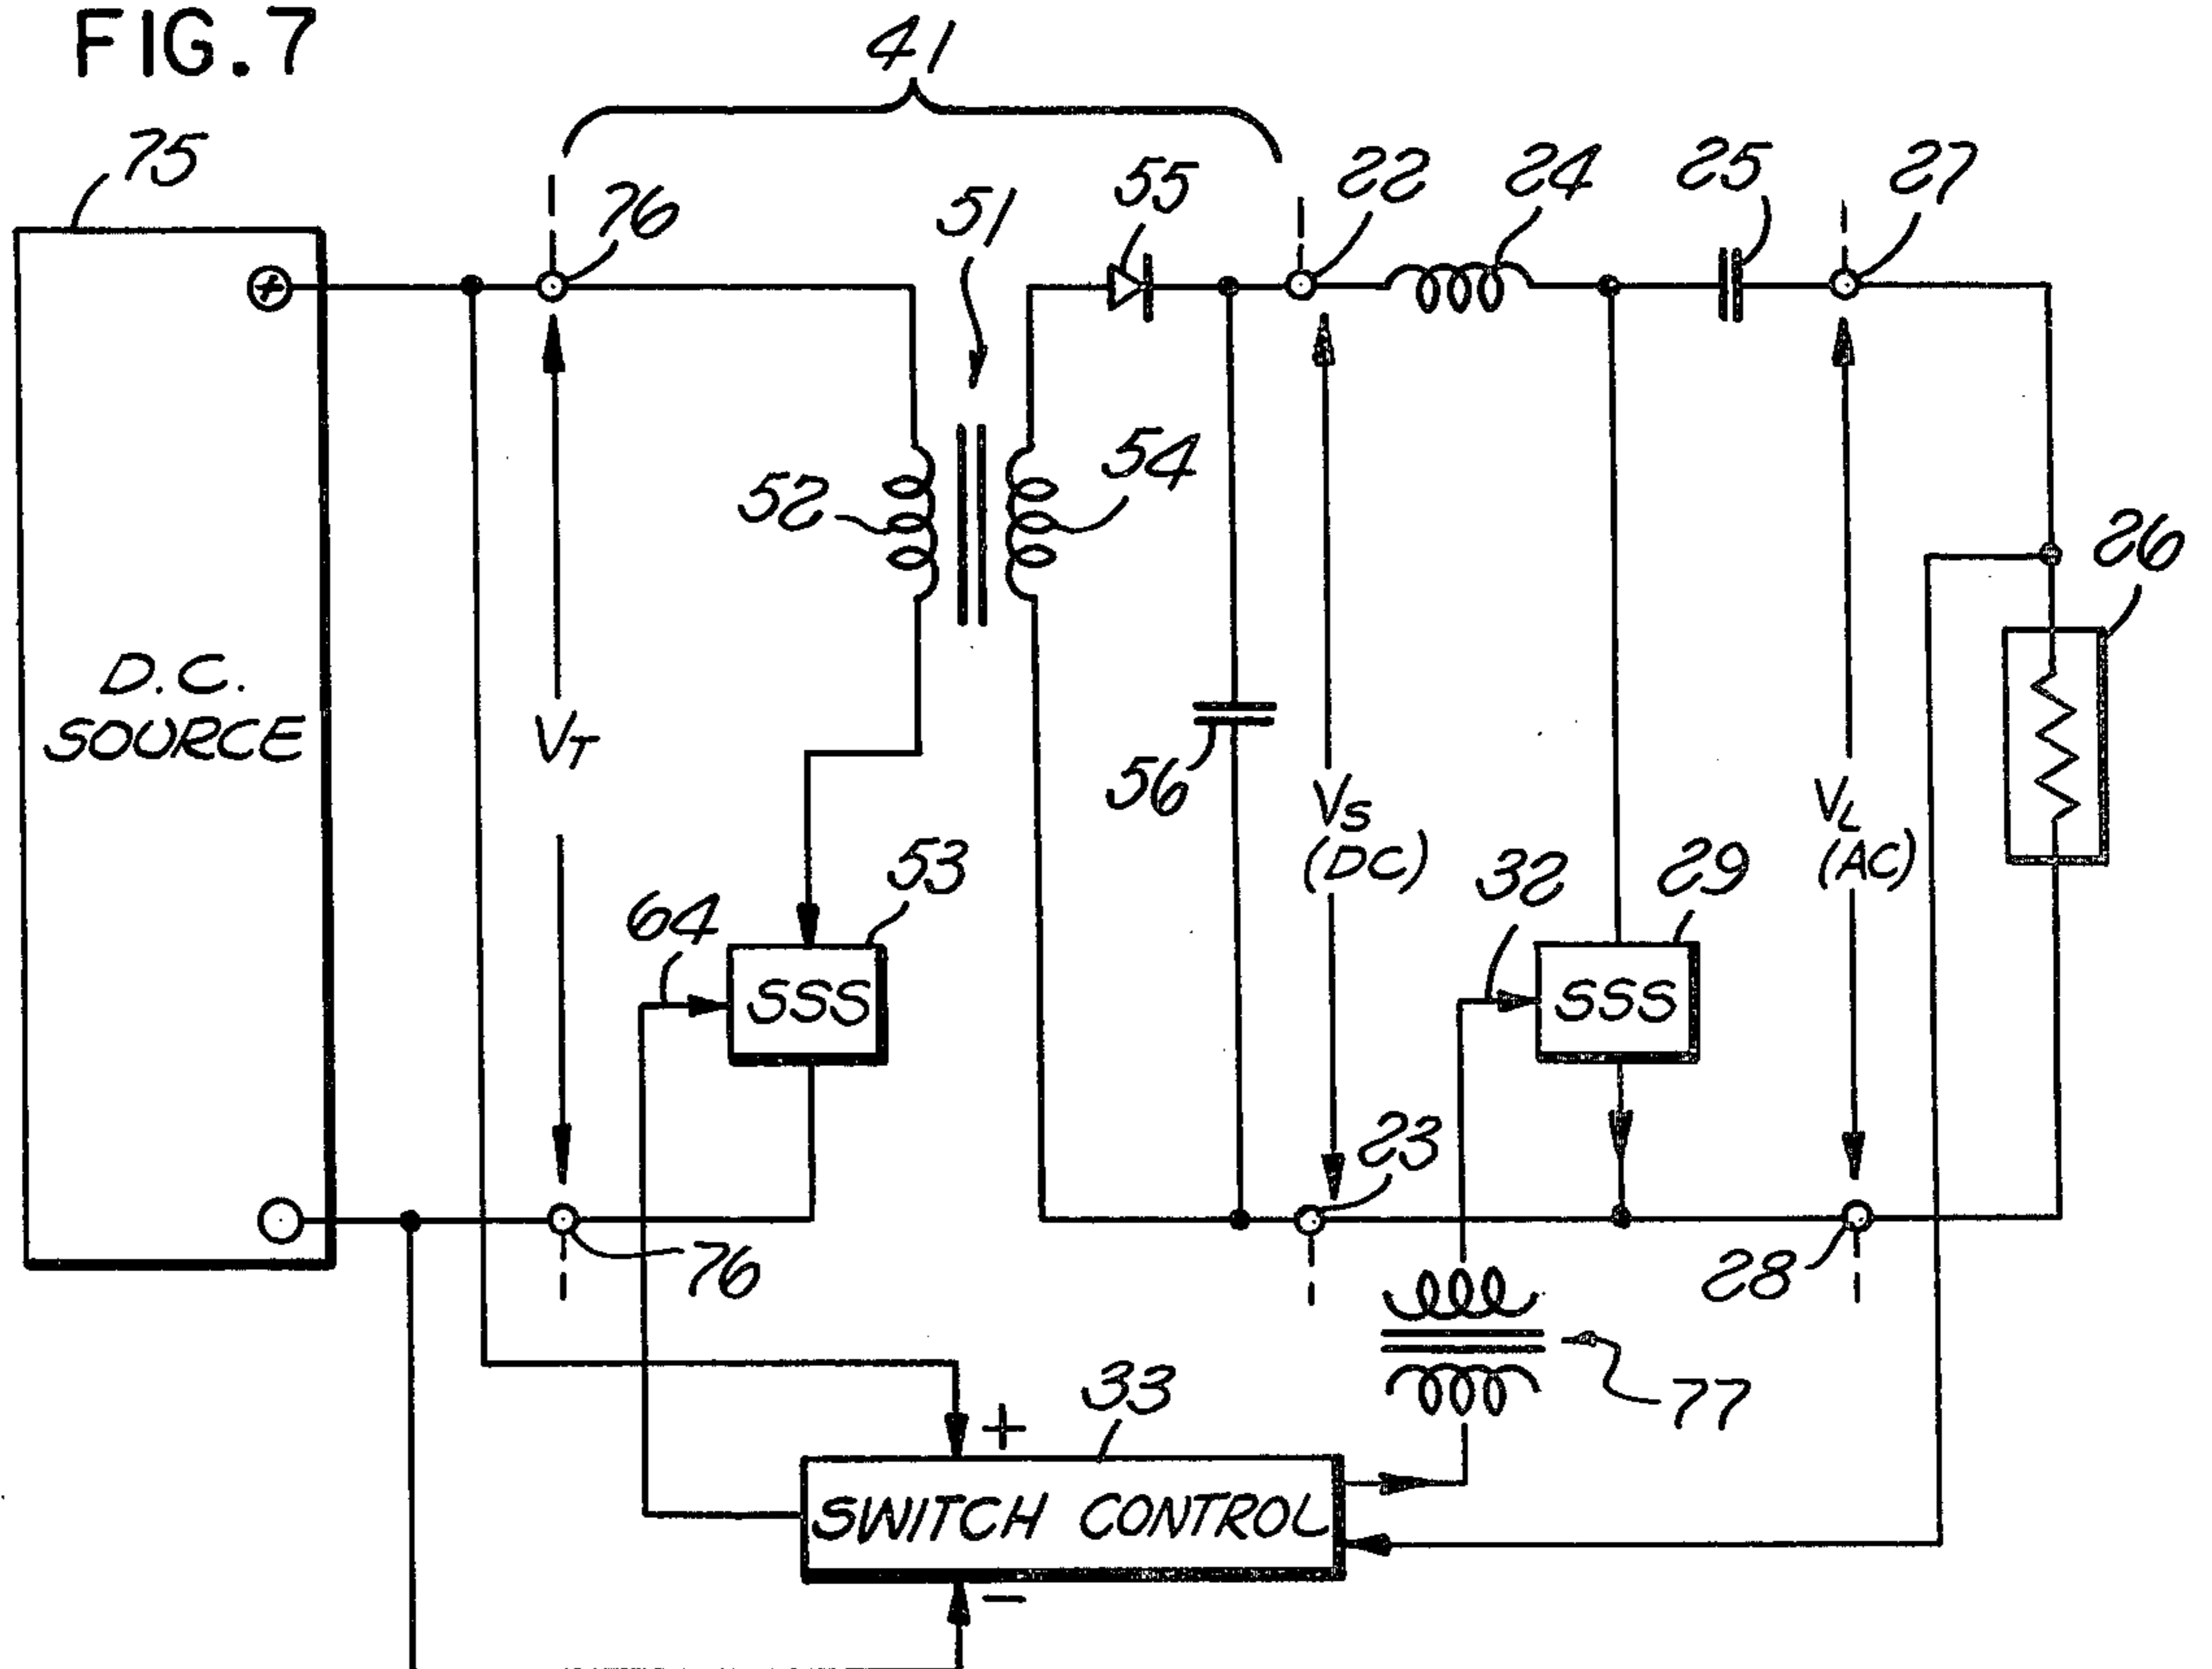 FIG. 7
41
75
76
51
55
22
24
25
27
+
52
54
26
D.C.
SOURCE
VT
56
VS
(DC)
VL
(AC)
64
53
SSS
32
29
SSS
23
76
28
77
33
+
SWITCH CONTROL
-